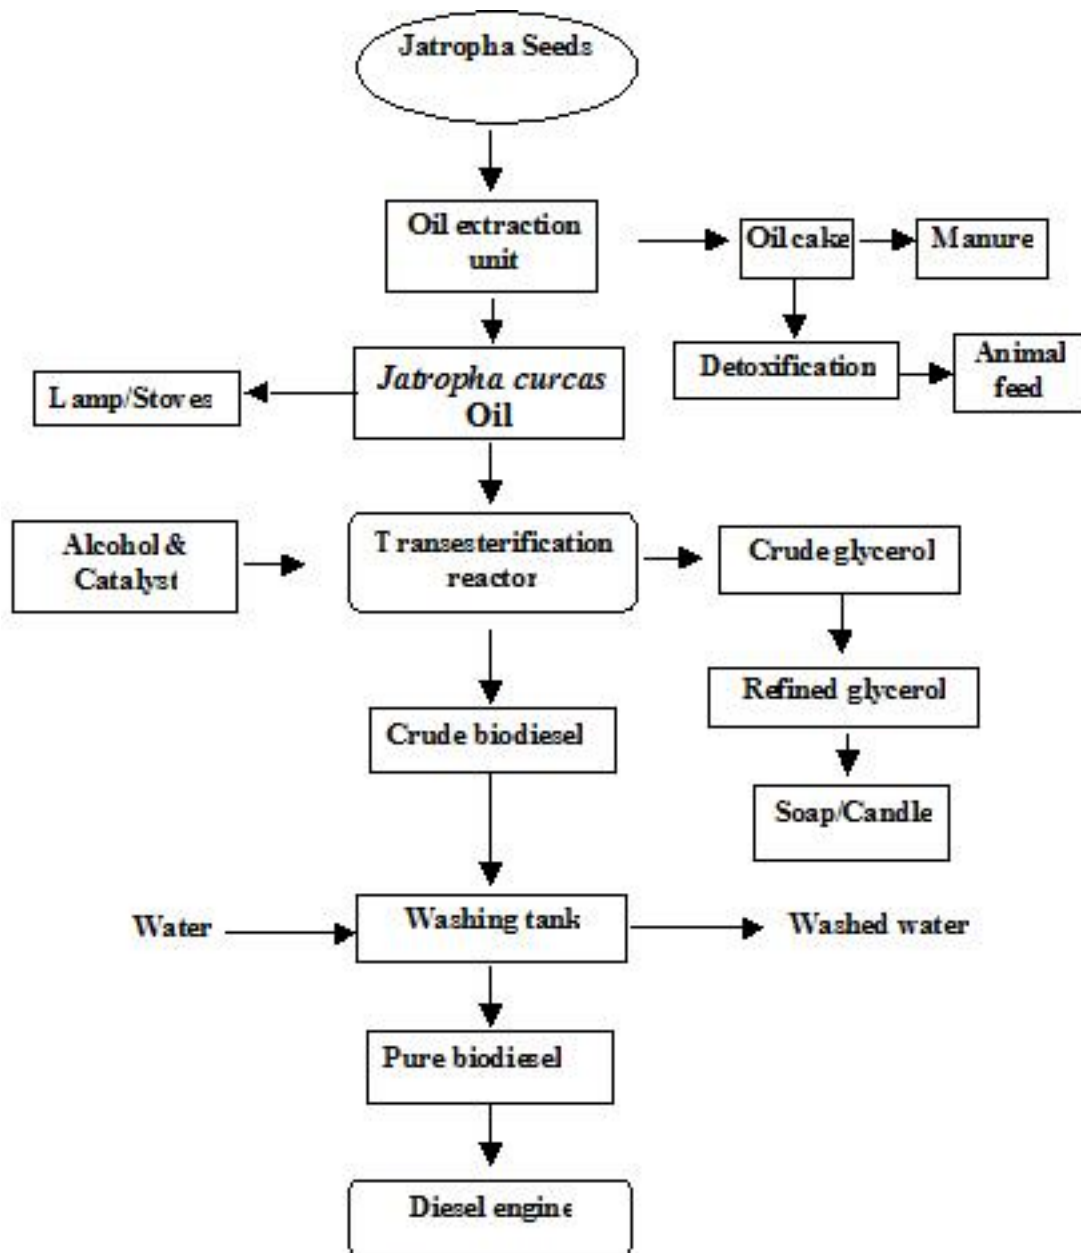 Jatropha Seeds
Oil extraction
unit
Oil cake
Manure
Detoxification
Animal
feed
Jatropha curcas
Oil
Lamp/Stoves
Alcohol &
Catalyst
Transesterification
reactor
Crude glycerol
Refined glycerol
Soap/Candle
Crude biodiesel
Water
Washing tank
Washed water
Pure biodiesel
Diesel engine